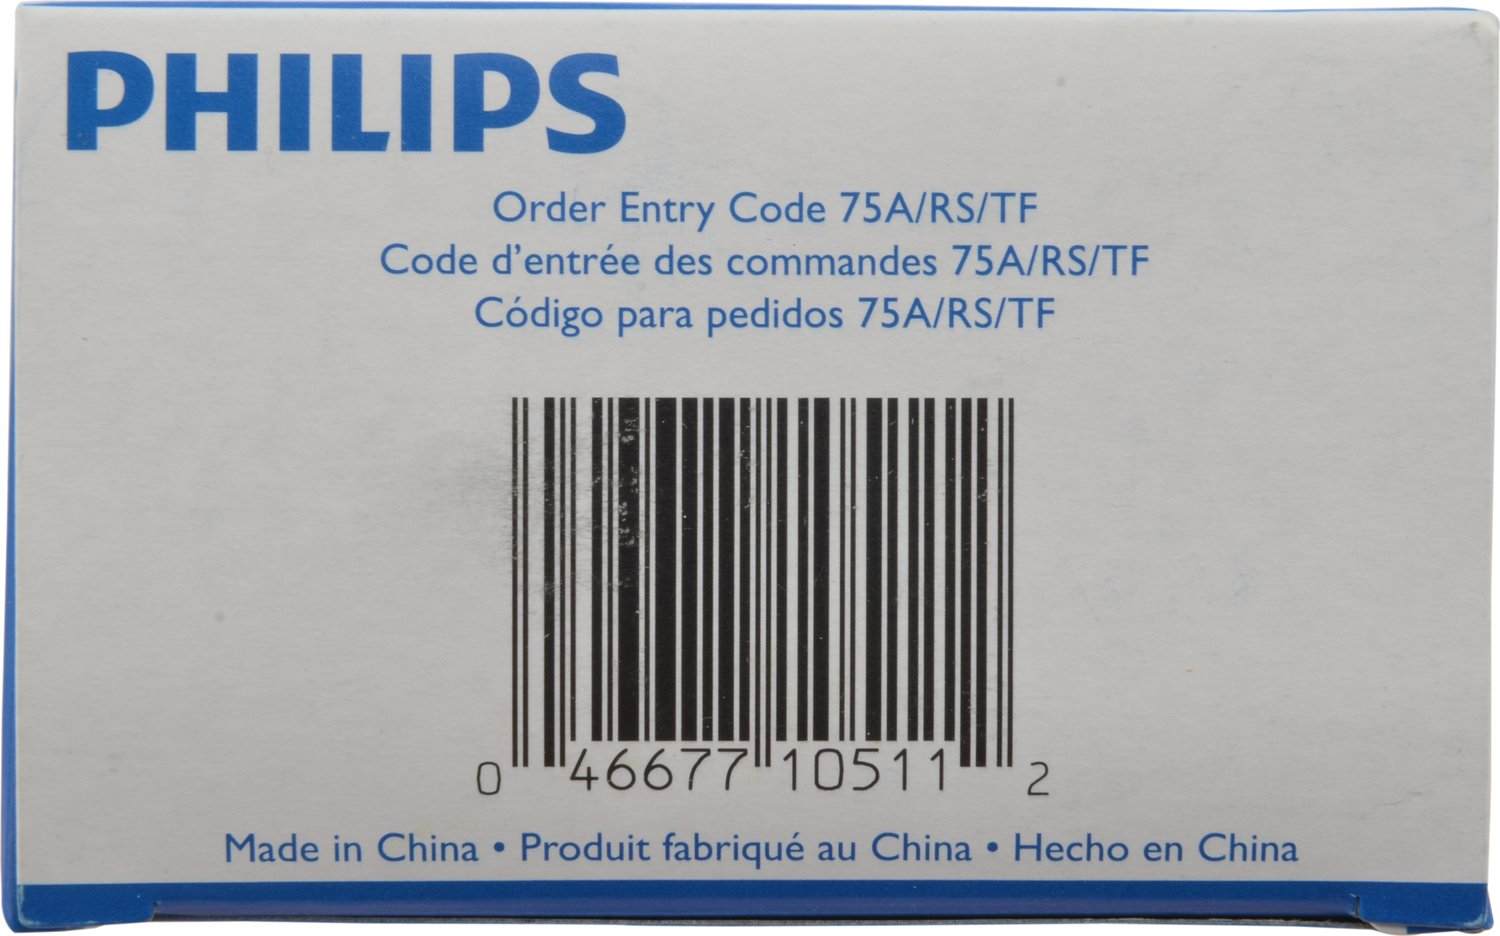 PHILIPS
Order Entry Code 75A/RS/TF
Code d'entrée des commandes 75A/RS/TF
Código para pedidos 75A/RS/TF
0 46677 10511 2
Made in China • Produit fabriqué au China • Hecho en China